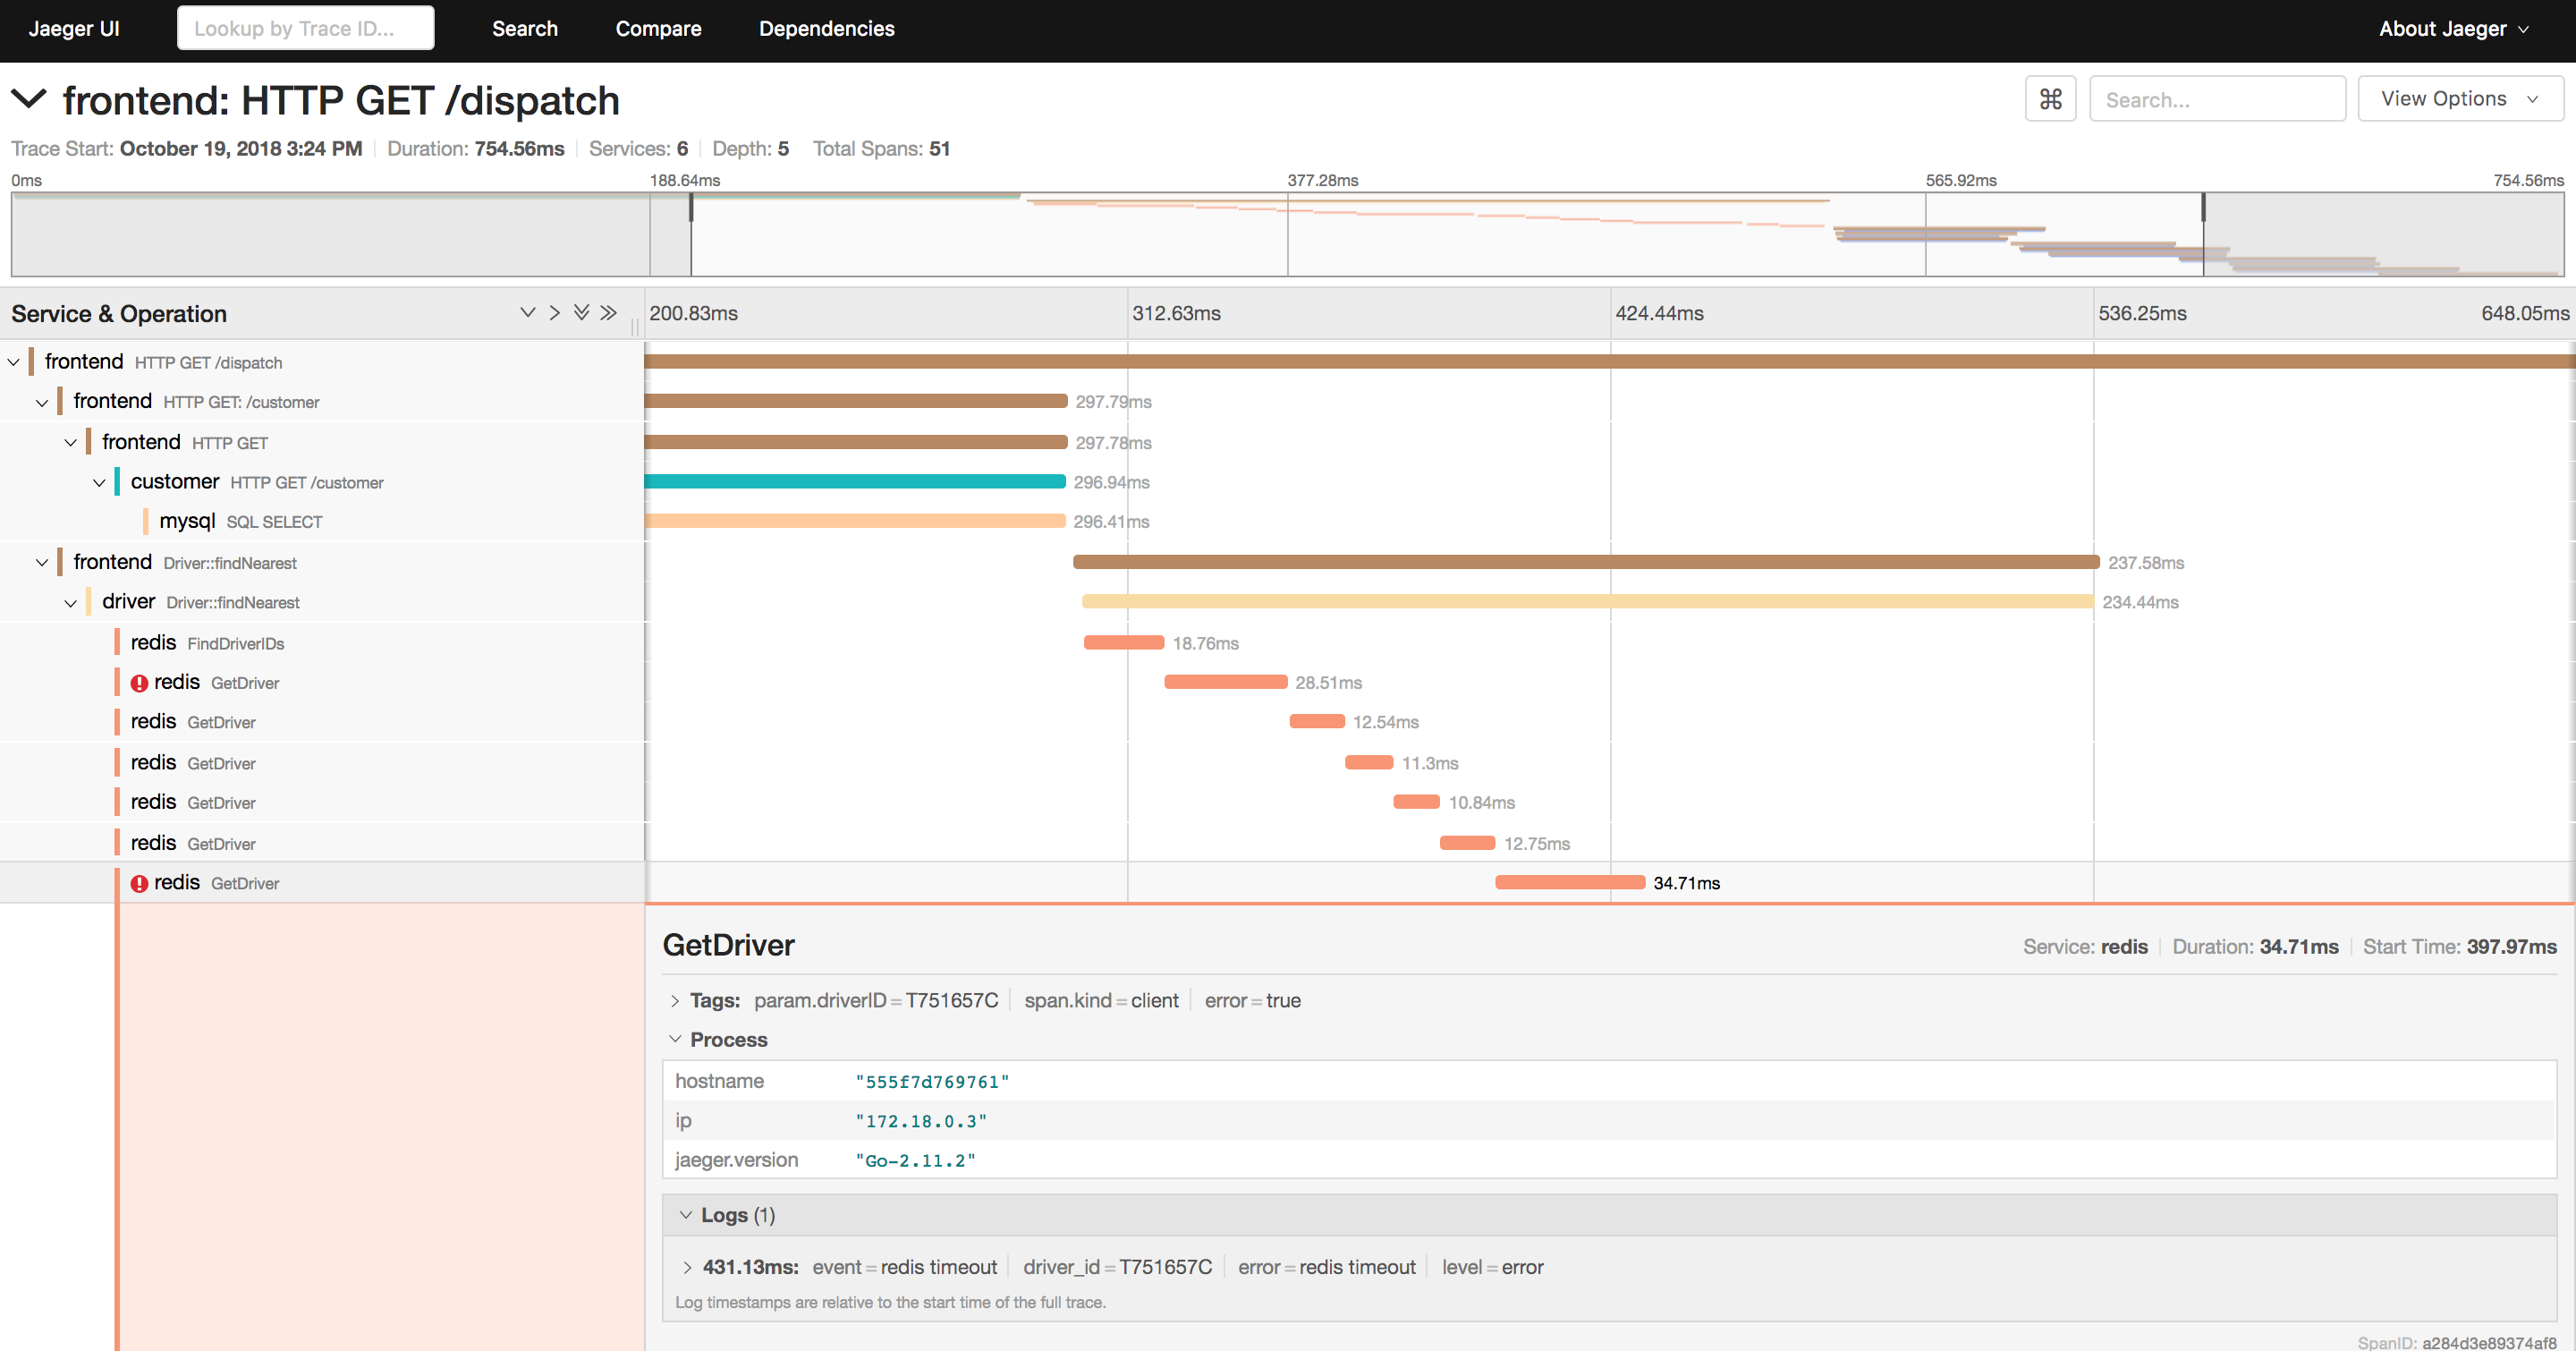 Jaeger UI Lookup by Trace ID... Search Compare Dependencies About Jaeger
frontend: HTTP GET /dispatch ⌘ Search... View Options
Trace Start: October 19, 2018 3:24 PM Duration: 754.56ms Services: 6 Depth: 5 Total Spans: 51
0ms 188.64ms 377.28ms 565.92ms 754.56ms
Service & Operation 200.83ms 312.63ms 424.44ms 536.25ms 648.05ms
frontend HTTP GET /dispatch
frontend HTTP GET: /customer 297.79ms
frontend HTTP GET 297.78ms
customer HTTP GET /customer 296.94ms
mysql SQL SELECT 296.41ms
frontend Driver::findNearest 237.58ms
driver Driver::findNearest 234.44ms
redis FindDriverIDs 18.76ms
redis GetDriver 28.51ms
redis GetDriver 12.54ms
redis GetDriver 11.3ms
redis GetDriver 10.84ms
redis GetDriver 12.75ms
redis GetDriver 34.71ms
GetDriver Service: redis Duration: 34.71ms Start Time: 397.97ms
Tags: param.driverID = T751657C span.kind = client error = true
Process
hostname "555f7d769761"
ip "172.18.0.3"
jaeger.version "Go-2.11.2"
Logs (1)
431.13ms: event = redis timeout driver_id = T751657C error = redis timeout level = error
Log timestamps are relative to the start time of the full trace.
SpanID: a284d3e89374af8